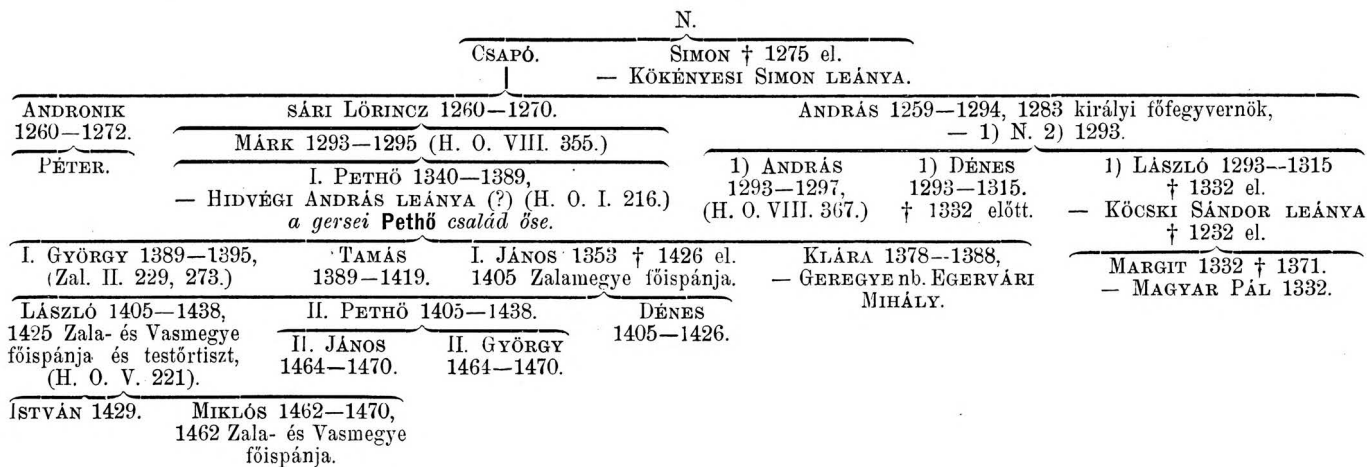 N.
CSAPÓ. SIMON † 1275 el.
— KÖKÉNYESI SIMON LEÁNYA.
ANDRONIK
1260—1272.
PÉTER.
SÁRI LÖRINCZ 1260—1270.
MÁRK 1293—1295 (H. O. VIII. 355.)
I. PETHÖ 1340—1389,
— HIDVÉGI ANDRÁS LEÁNYA (?) (H. O. I. 216.)
a gersei Pethő család őse.
ANDRÁS 1259—1294, 1283 királyi főfegyvernök,
— 1) N. 2) 1293.
1) ANDRÁS
1293—1297,
(H. O. VIII. 367.)
1) DÉNES
1293—1315.
† 1332 előtt.
1) LÁSZLÓ 1293--1315
† 1332 el.
— KÖCSKI SÁNDOR LEÁNYA
† 1232 el.
MARGIT 1332 † 1371.
— MAGYAR PÁL 1332.
I. GYÖRGY 1389—1395,
(Zal. II. 229, 273.)
TAMÁS
1389—1419.
I. JÁNOS 1353 † 1426 el.
1405 Zalamegye főispánja.
KLÁRA 1378--1388,
— GEREGYE nb. EGERVÁRI
MIHÁLY.
LÁSZLÓ 1405—1438,
1425 Zala- és Vasmegye
főispánja és testőrtiszt,
(H. O. V. 221).
II. PETHÖ 1405—1438.
DÉNES
1405—1426.
II. JÁNOS
1464—1470.
II. GYÖRGY
1464—1470.
ISTVÁN 1429.
MIKLÓS 1462—1470,
1462 Zala- és Vasmegye
főispánja.